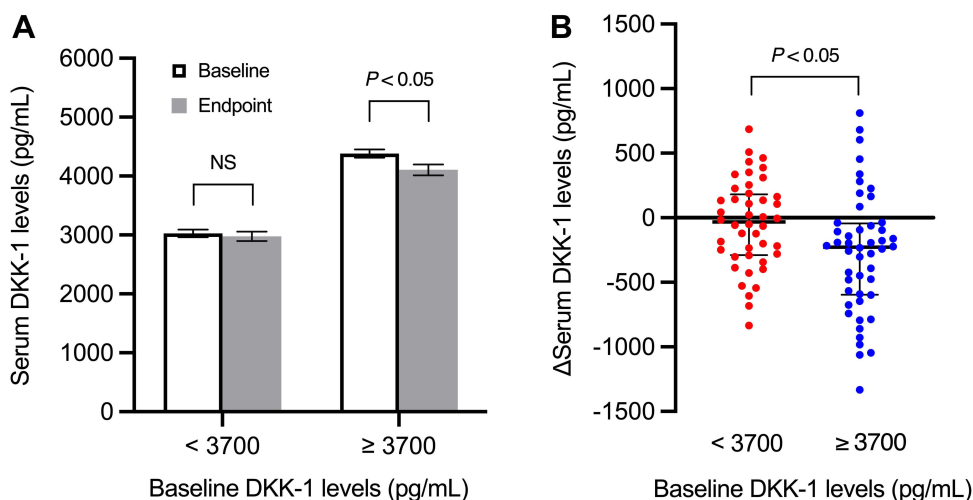 A
Serum DKK-1 levels (pg/mL)
6000
5000
4000
3000
2000
1000
0
Baseline
Endpoint
NS
P < 0.05
< 3700
≥ 3700
Baseline DKK-1 levels (pg/mL)
B
ΔSerum DKK-1 levels (pg/mL)
1500
1000
500
0
-500
-1000
-1500
P < 0.05
< 3700
≥ 3700
Baseline DKK-1 levels (pg/mL)